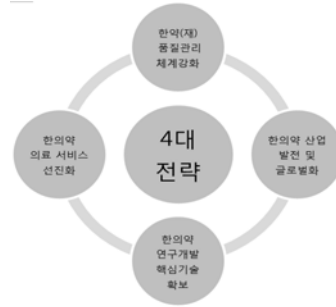 한약(재)
품질관리
체계강화
한의약
의료 서비스
선진화
4대
전략
한의약 산업
발전 및
글로벌화
한의약
연구개발
핵심기술
확보